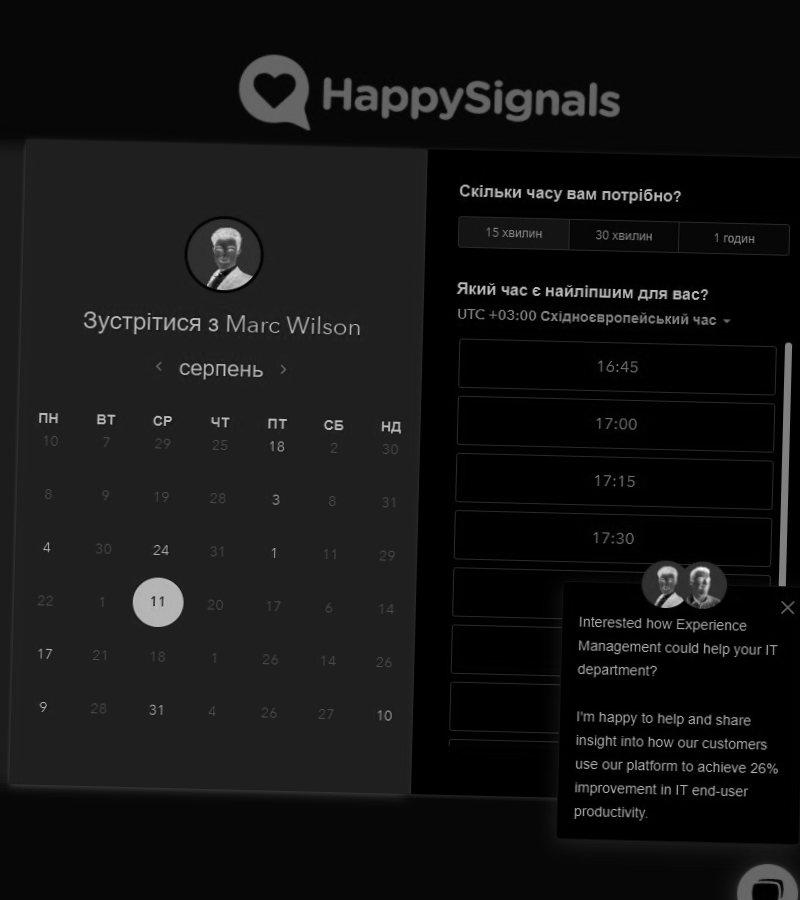 HappySignals
Зустрітися з Marc Wilson
серпень
ПН ВТ СР ЧТ ПТ СБ НД
10 7 29 25 18 2 30
8 9 19 28 3 8 31
4 30 24 31 1 11 29
22 1 11 20 17 6 14
17 21 18 1 26 14 26
9 28 31 4 26 27 10
Скільки часу вам потрібно?
15 хвилин 30 хвилин 1 годин
Який час є найліпшим для вас?
UTC +03:00 Східноєвропейський час
16:45
17:00
17:15
17:30
Interested how Experience
Management could help your IT
department?
I'm happy to help and share
insight into how our customers
use our platform to achieve 26%
improvement in IT end-user
productivity.